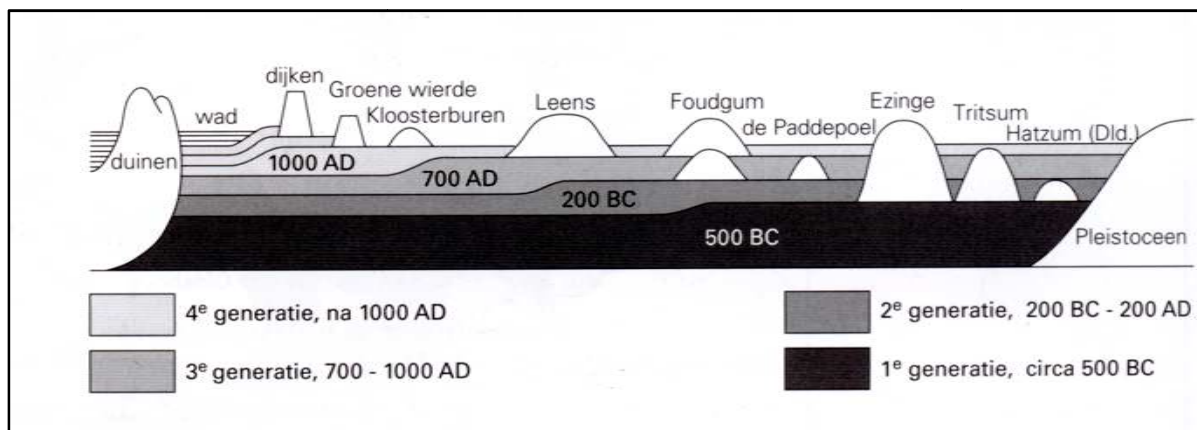 dijken
Groene wierde
wad
Kloosterburen
Leens
Foudgum
de Paddepoel
Ezinge
Tritsum
Hatzum (Dld.)
duinen
1000 AD
700 AD
200 BC
500 BC
Pleistoceen
4e generatie, na 1000 AD
3e generatie, 700 - 1000 AD
2e generatie, 200 BC - 200 AD
1e generatie, circa 500 BC